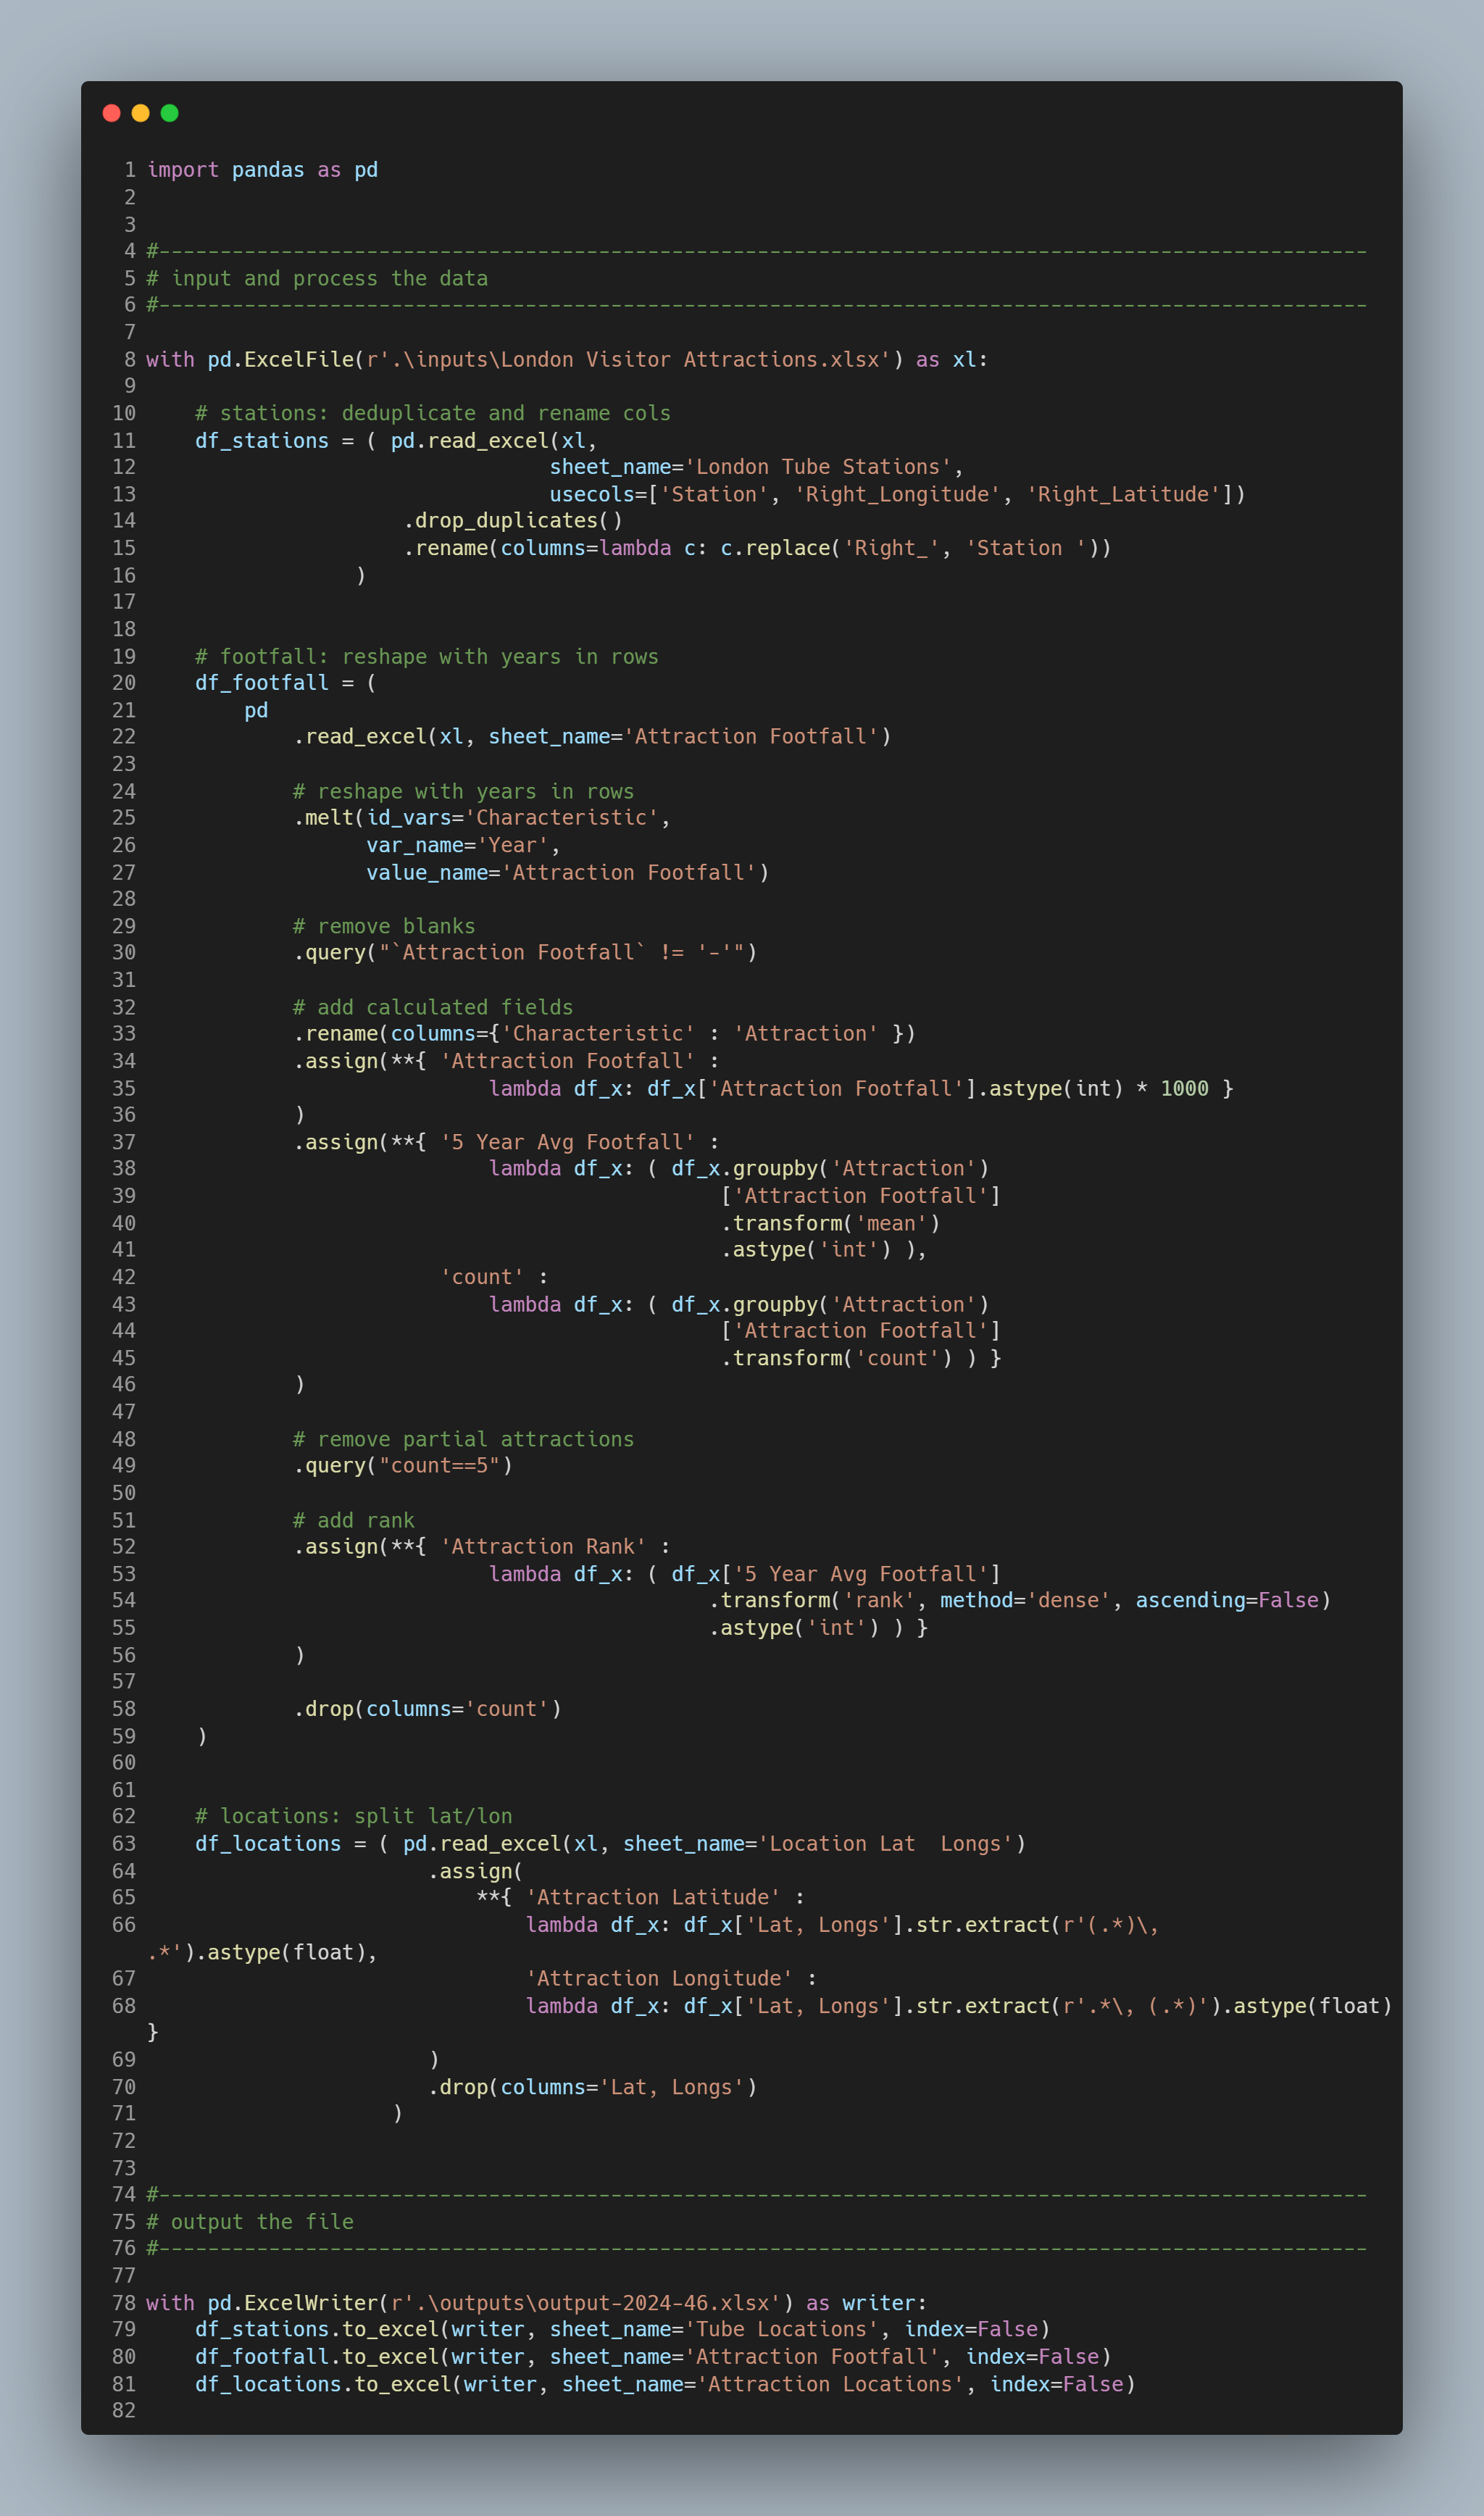 1 import pandas as pd
2
3
4 #---------------------------------------------------------------------------------------------------
5 # input and process the data
6 #---------------------------------------------------------------------------------------------------
7
8 with pd.ExcelFile(r'.\inputs\London Visitor Attractions.xlsx') as xl:
9
10     # stations: deduplicate and rename cols
11     df_stations = ( pd.read_excel(xl,
12                                  sheet_name='London Tube Stations',
13                                  usecols=['Station', 'Right_Longitude', 'Right_Latitude'])
14                      .drop_duplicates()
15                      .rename(columns=lambda c: c.replace('Right_', 'Station '))
16                  )
17
18
19     # footfall: reshape with years in rows
20     df_footfall = (
21         pd
22             .read_excel(xl, sheet_name='Attraction Footfall')
23
24             # reshape with years in rows
25             .melt(id_vars='Characteristic',
26                   var_name='Year',
27                   value_name='Attraction Footfall')
28
29             # remove blanks
30             .query("`Attraction Footfall` != '-'")
31
32             # add calculated fields
33             .rename(columns={'Characteristic' : 'Attraction' })
34             .assign(**{ 'Attraction Footfall' :
35                             lambda df_x: df_x['Attraction Footfall'].astype(int) * 1000 }
36             )
37             .assign(**{ '5 Year Avg Footfall' :
38                             lambda df_x: ( df_x.groupby('Attraction')
39                                                ['Attraction Footfall']
40                                                .transform('mean')
41                                                .astype('int') ),
42                         'count' :
43                             lambda df_x: ( df_x.groupby('Attraction')
44                                                ['Attraction Footfall']
45                                                .transform('count') ) }
46             )
47
48             # remove partial attractions
49             .query("count==5")
50
51             # add rank
52             .assign(**{ 'Attraction Rank' :
53                             lambda df_x: ( df_x['5 Year Avg Footfall']
54                                               .transform('rank', method='dense', ascending=False)
55                                               .astype('int') ) }
56             )
57
58             .drop(columns='count')
59     )
60
61
62     # locations: split lat/lon
63     df_locations = ( pd.read_excel(xl, sheet_name='Location Lat  Longs')
64                        .assign(
65                            **{ 'Attraction Latitude' :
66                                lambda df_x: df_x['Lat, Longs'].str.extract(r'(.*)\,
.*').astype(float),
67                                'Attraction Longitude' :
68                                lambda df_x: df_x['Lat, Longs'].str.extract(r'.*\, (.*)').astype(float)
}
69                        )
70                        .drop(columns='Lat, Longs')
71                     )
72
73
74 #---------------------------------------------------------------------------------------------------
75 # output the file
76 #---------------------------------------------------------------------------------------------------
77
78 with pd.ExcelWriter(r'.\outputs\output-2024-46.xlsx') as writer:
79     df_stations.to_excel(writer, sheet_name='Tube Locations', index=False)
80     df_footfall.to_excel(writer, sheet_name='Attraction Footfall', index=False)
81     df_locations.to_excel(writer, sheet_name='Attraction Locations', index=False)
82